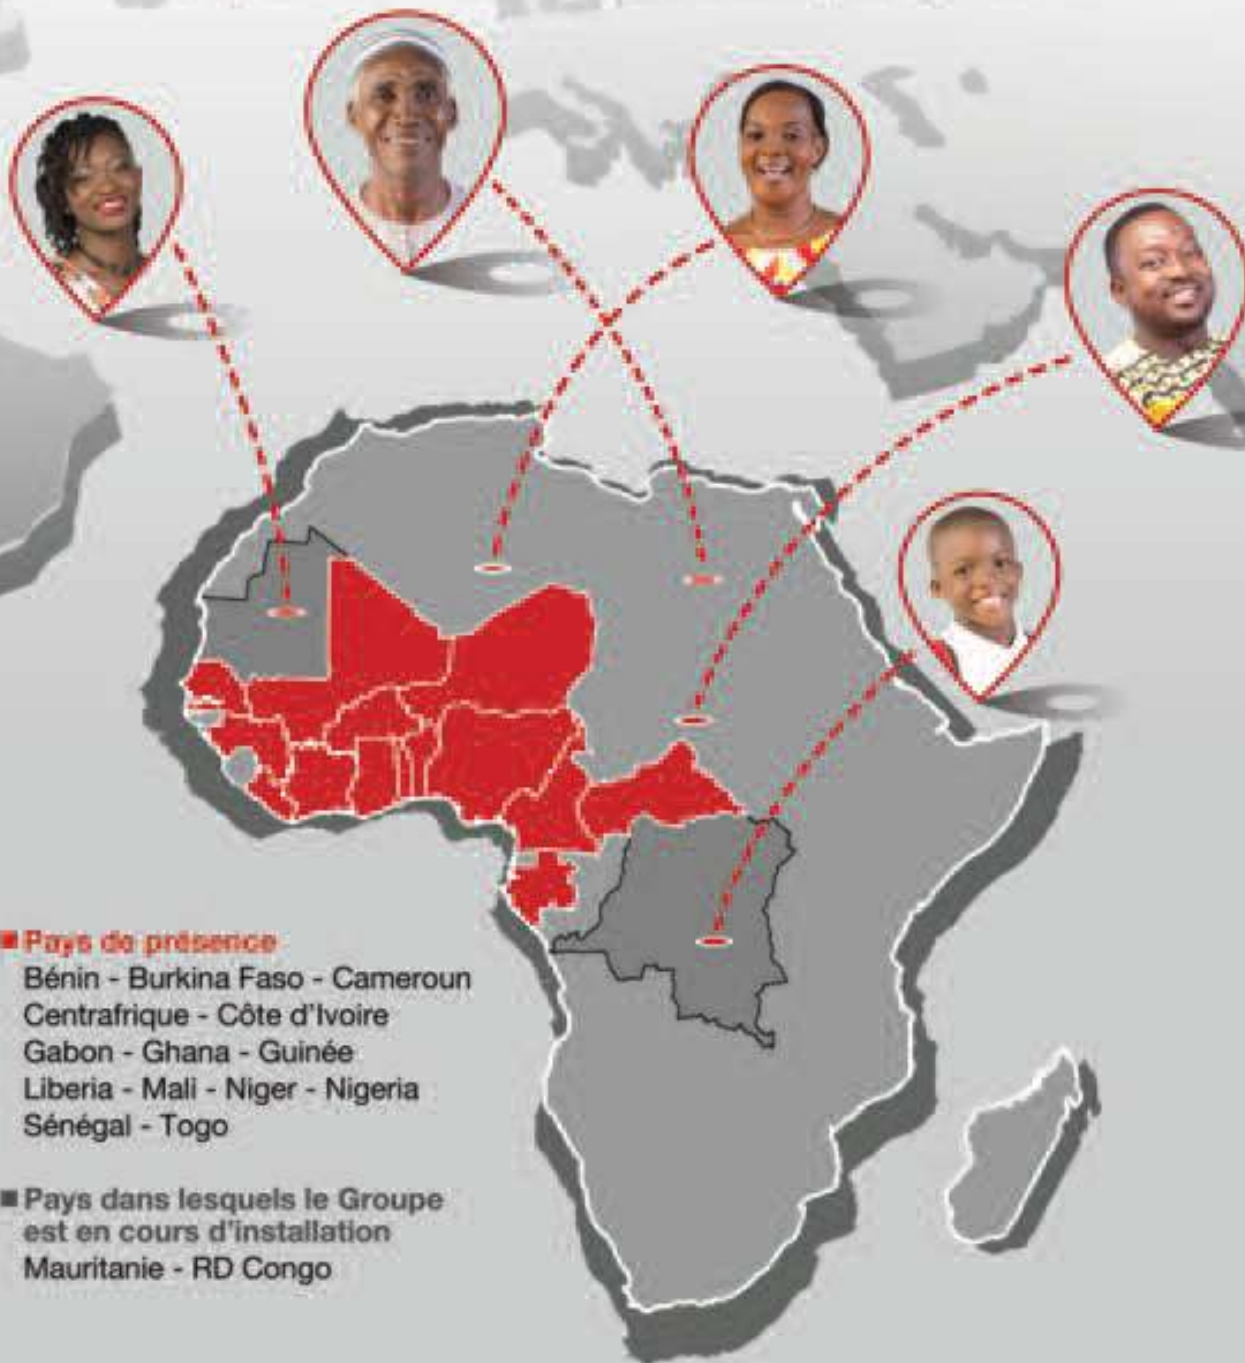 Pays de présence
Bénin - Burkina Faso - Cameroun
Centrafrique - Côte d'Ivoire
Gabon - Ghana - Guinée
Liberia - Mali - Niger - Nigeria
Sénégal - Togo
Pays dans lesquels le Groupe
est en cours d'installation
Mauritanie - RD Congo